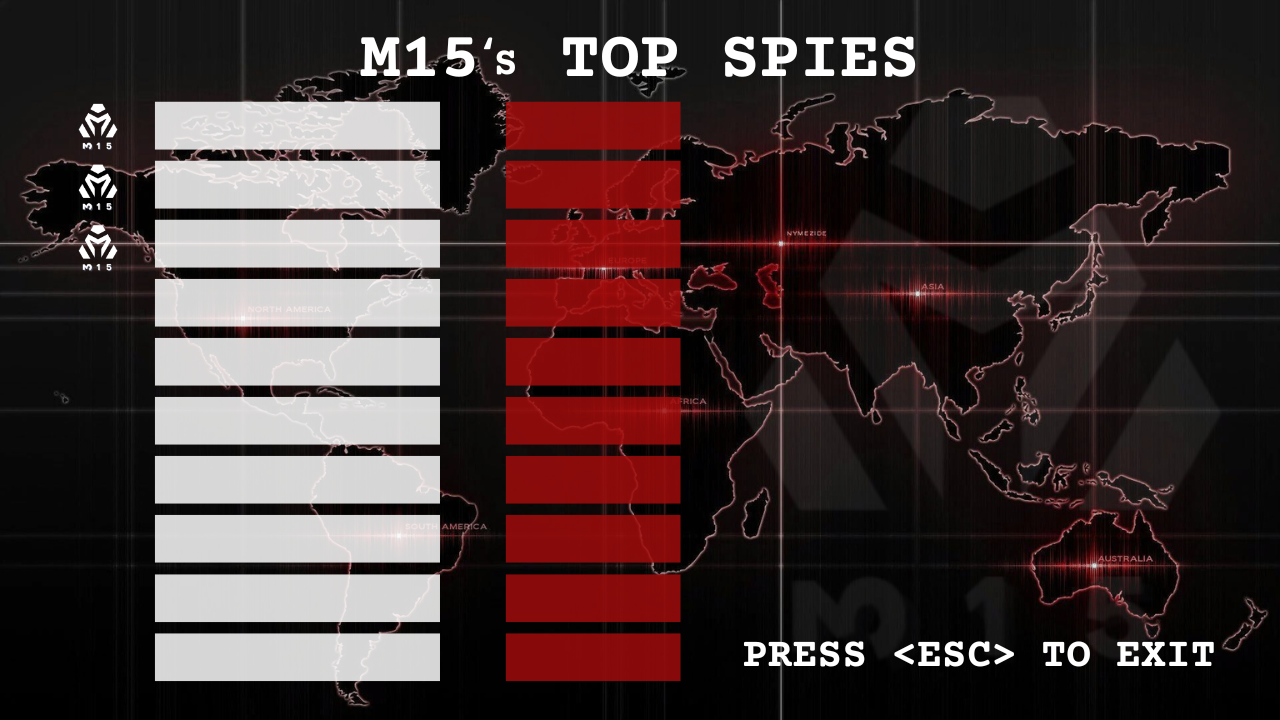 M15‘s TOP SPIES
M15
M15
M15
NYMEZIDE
EUROPE
ASIA
NORTH AMERICA
AFRICA
SOUTH AMERICA
AUSTRALIA
M15
PRESS <ESC> TO EXIT